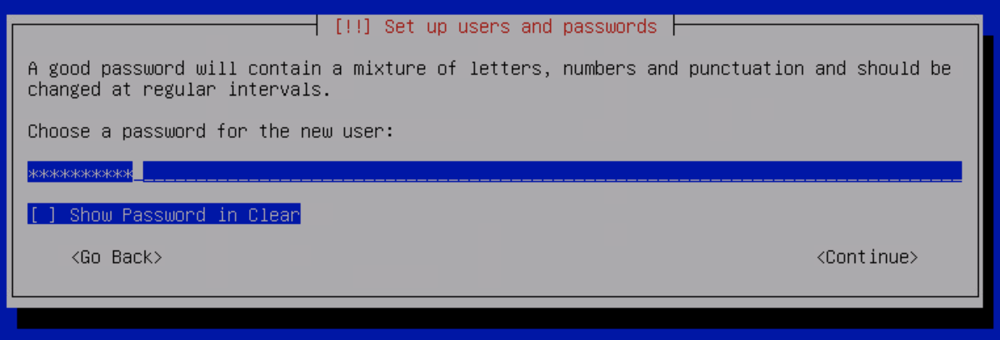 [!!] Set up users and passwords
A good password will contain a mixture of letters, numbers and punctuation and should be
changed at regular intervals.
Choose a password for the new user:
**********_______________________________________________________________________________
[ ] Show Password in Clear
<Go Back> <Continue>